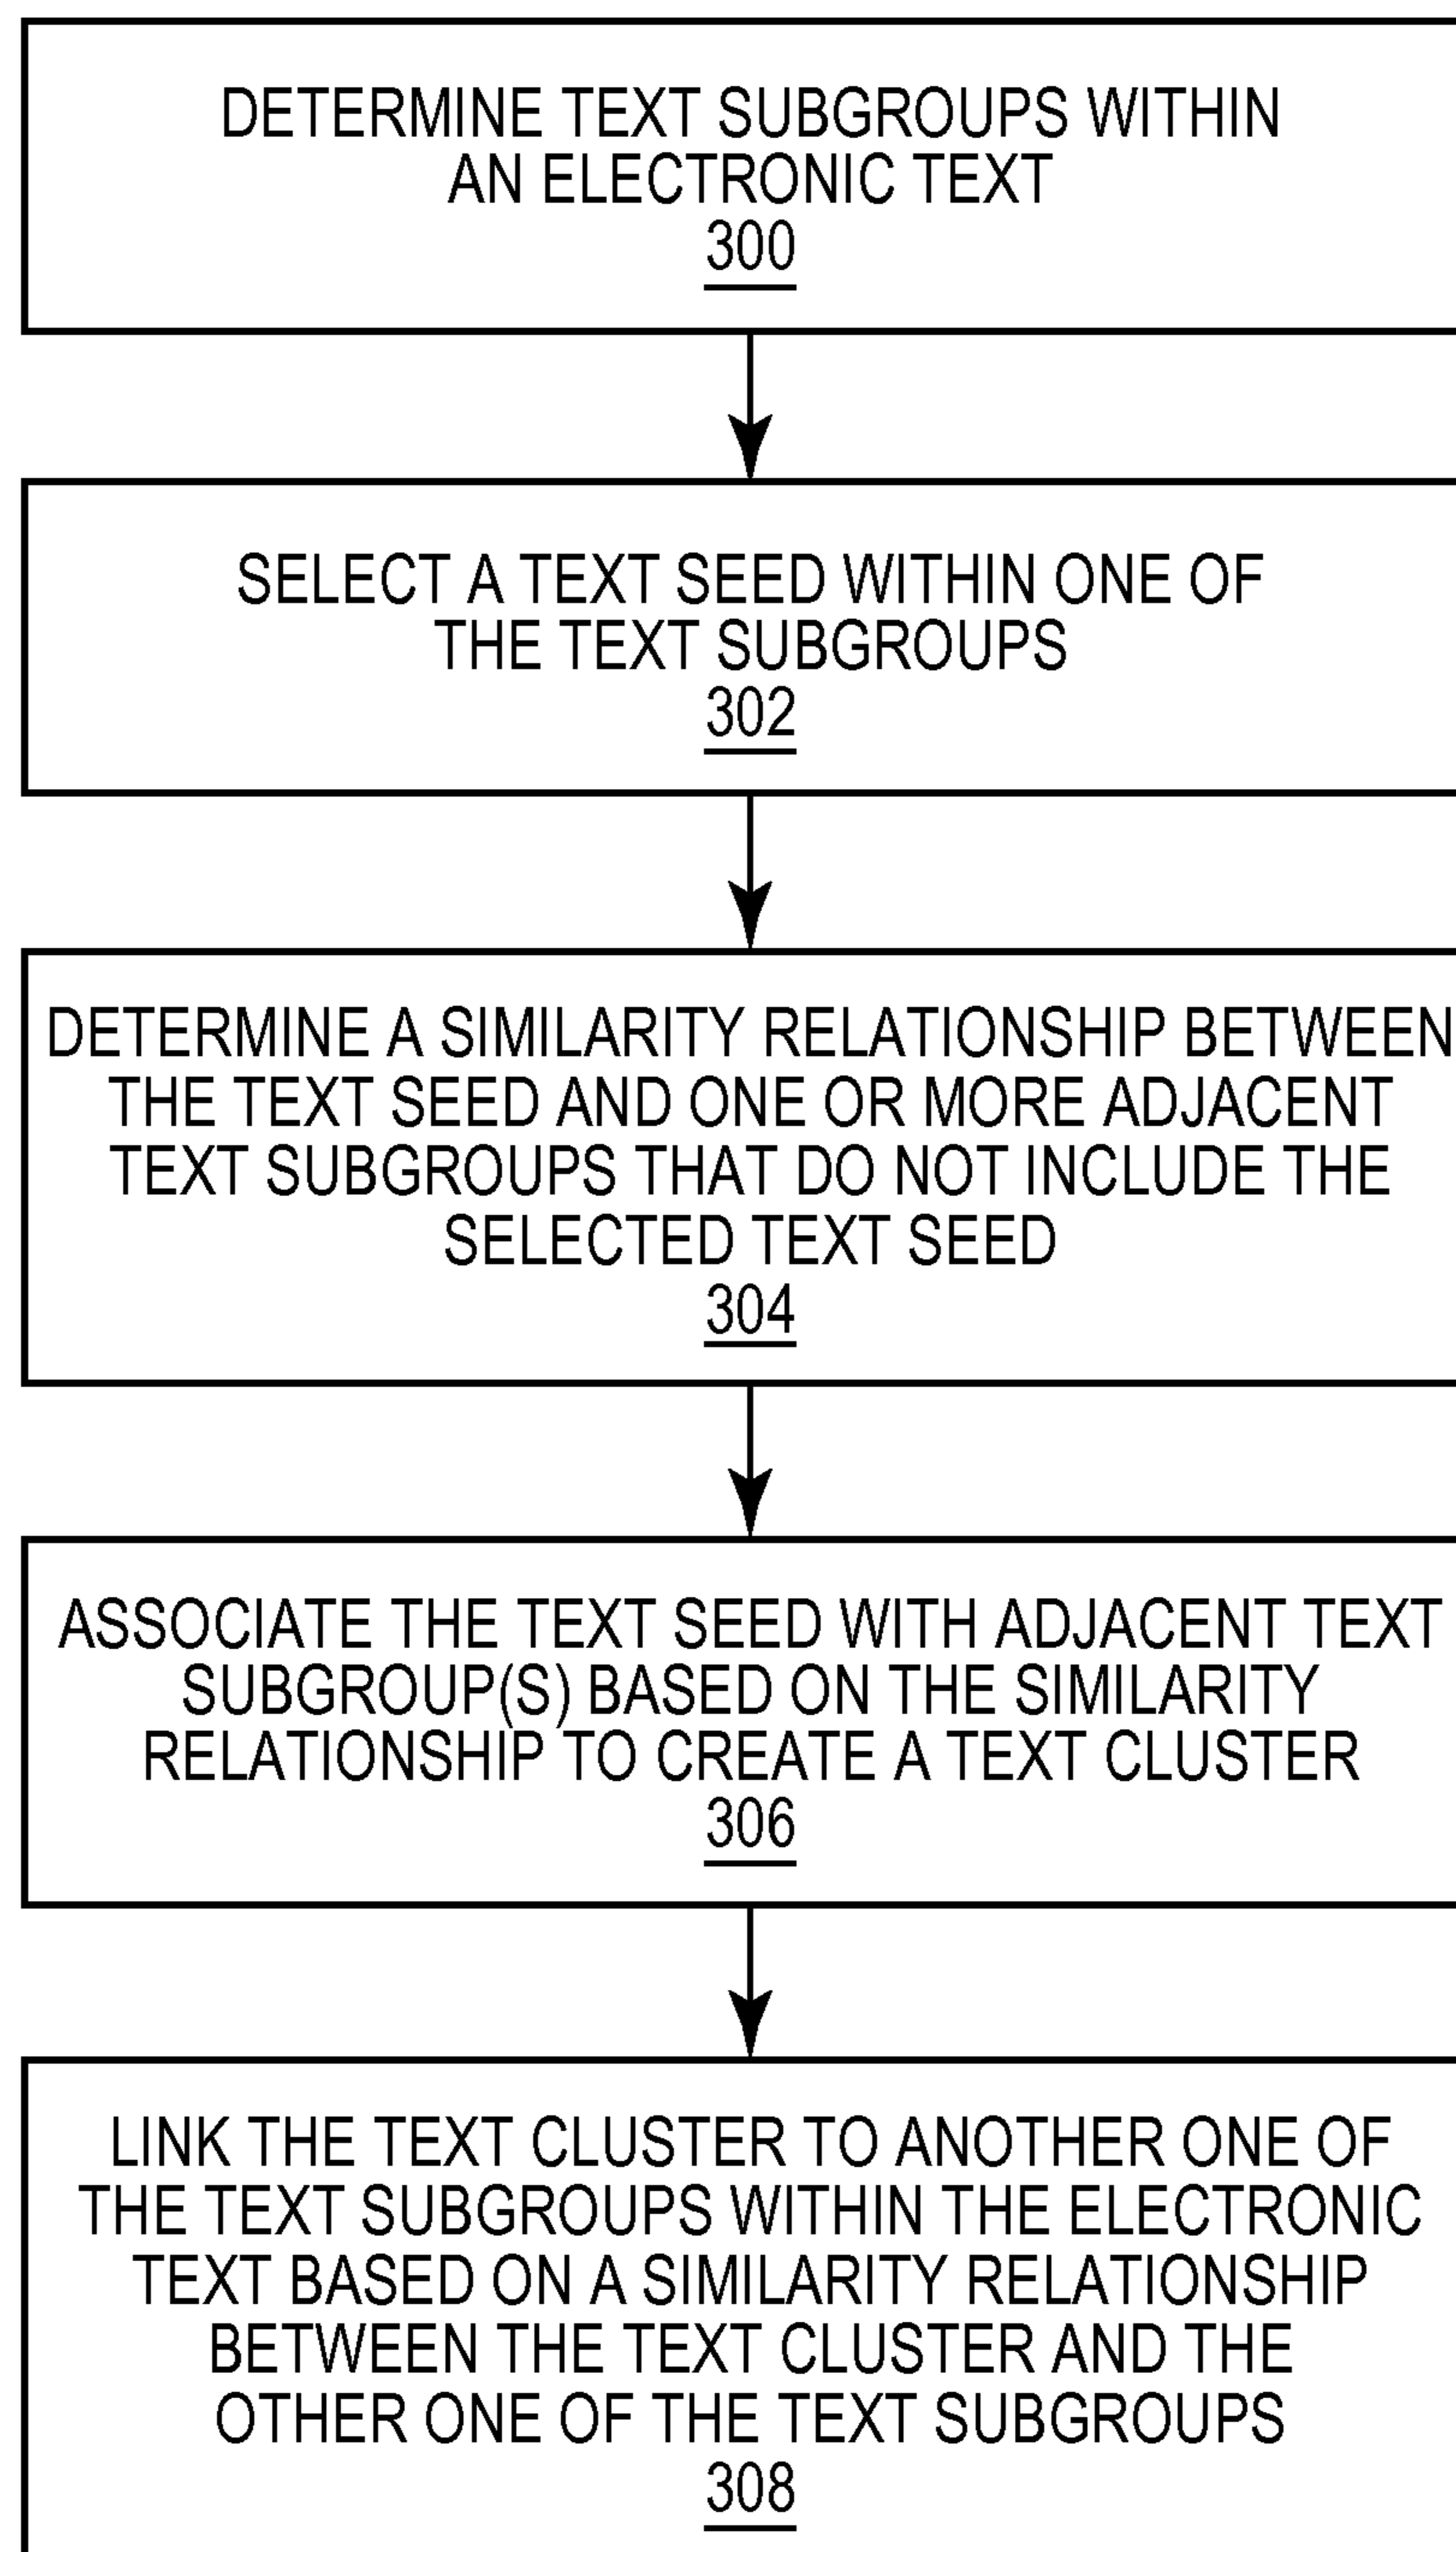 DETERMINE TEXT SUBGROUPS WITHIN
AN ELECTRONIC TEXT
300
SELECT A TEXT SEED WITHIN ONE OF
THE TEXT SUBGROUPS
302
DETERMINE A SIMILARITY RELATIONSHIP BETWEEN
THE TEXT SEED AND ONE OR MORE ADJACENT
TEXT SUBGROUPS THAT DO NOT INCLUDE THE
SELECTED TEXT SEED
304
ASSOCIATE THE TEXT SEED WITH ADJACENT TEXT
SUBGROUP(S) BASED ON THE SIMILARITY
RELATIONSHIP TO CREATE A TEXT CLUSTER
306
LINK THE TEXT CLUSTER TO ANOTHER ONE OF
THE TEXT SUBGROUPS WITHIN THE ELECTRONIC
TEXT BASED ON A SIMILARITY RELATIONSHIP
BETWEEN THE TEXT CLUSTER AND THE
OTHER ONE OF THE TEXT SUBGROUPS
308